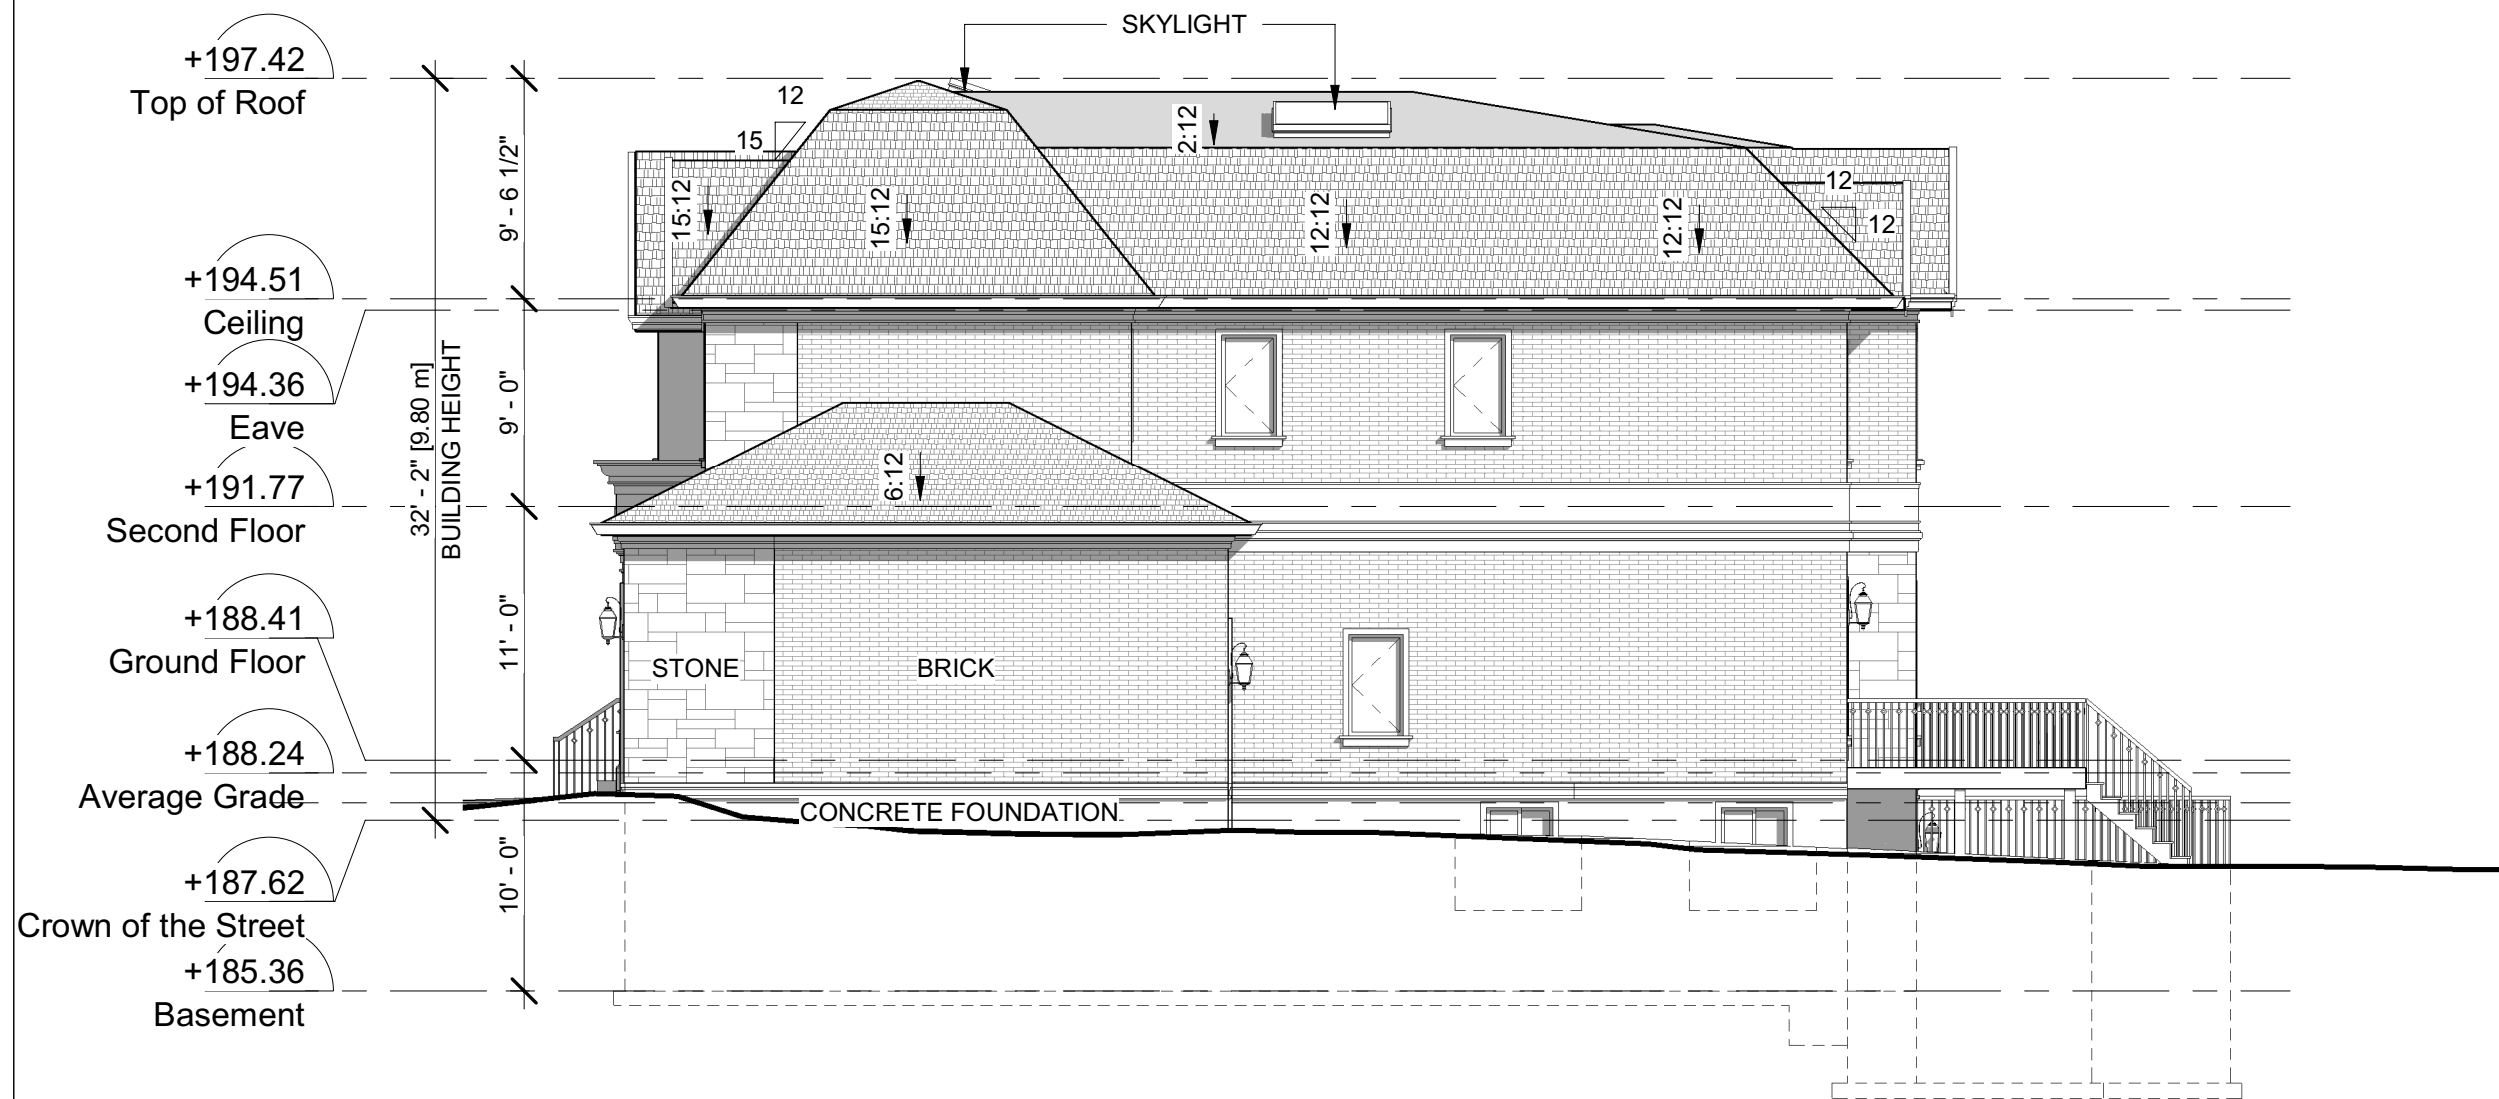 SKYLIGHT
+197.42
Top of Roof
12
15
2:12
9' - 6 1/2"
15:12
15:12
12:12
12:12
12
12
+194.51
Ceiling
+194.36
Eave
9' - 0"
32' - 2" [9.80 m]
BUILDING HEIGHT
6:12
+191.77
Second Floor
11' - 0"
+188.41
Ground Floor
STONE
BRICK
+188.24
Average Grade
CONCRETE FOUNDATION
10' - 0"
+187.62
Crown of the Street
+185.36
Basement